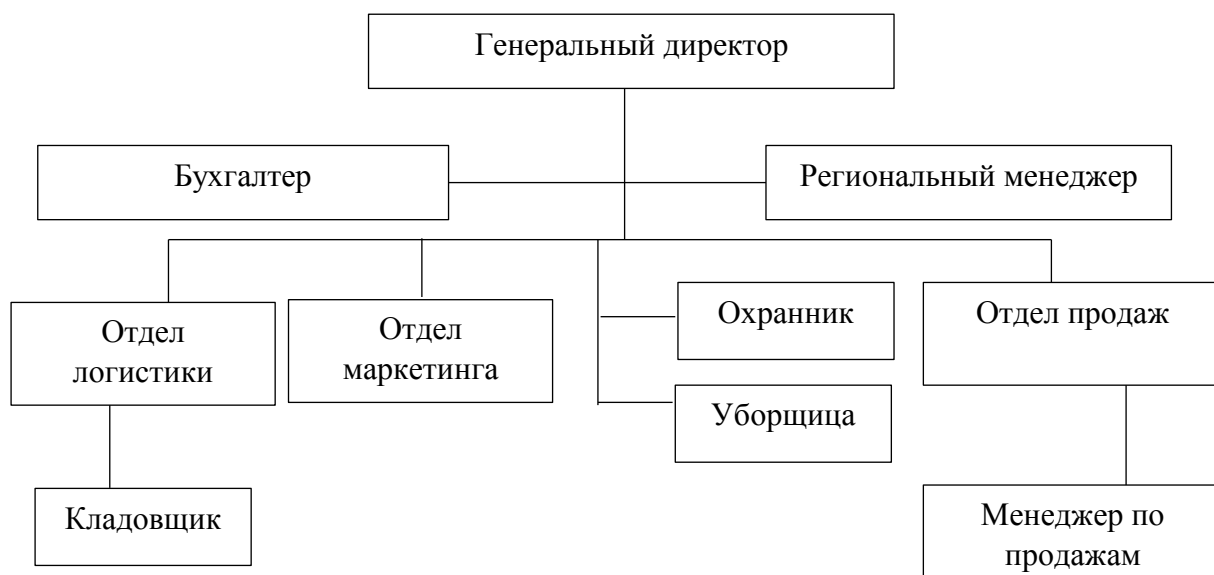 Генеральный директор
Бухгалтер
Региональный менеджер
Отдел
логистики
Отдел
маркетинга
Охранник
Отдел продаж
Уборщица
Кладовщик
Менеджер по
продажам